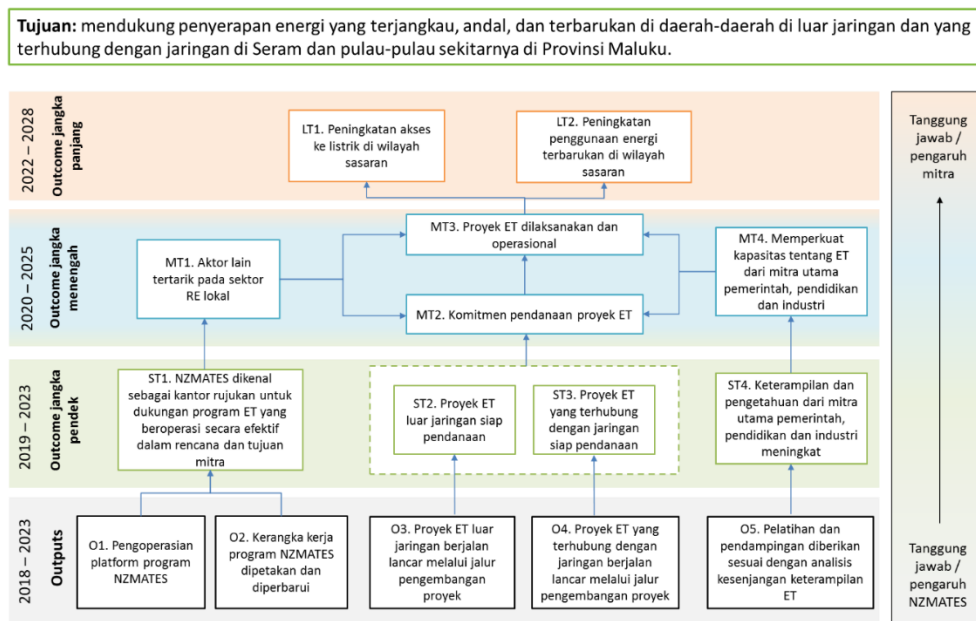 Tujuan: mendukung penyerapan energi yang terjangkau, andal, dan terbarukan di daerah-daerah di luar jaringan dan yang
terhubung dengan jaringan di Seram dan pulau-pulau sekitarnya di Provinsi Maluku.
2022 – 2028
Outcome jangka
panjang
LT1. Peningkatan akses
ke listrik di wilayah
sasaran
LT2. Peningkatan
penggunaan energi
terbarukan di wilayah
sasaran
Tanggung
jawab /
pengaruh
mitra
2020 – 2025
Outcome jangka
menengah
MT1. Aktor lain
tertarik pada sektor
RE lokal
MT3. Proyek ET dilaksanakan dan
operasional
MT2. Komitmen pendanaan proyek ET
MT4. Memperkuat
kapasitas tentang ET
dari mitra utama
pemerintah, pendidikan
dan industri
2019 – 2023
Outcome jangka
pendek
ST1. NZMATES dikenal
sebagai kantor rujukan untuk
dukungan program ET yang
beroperasi secara efektif
dalam rencana dan tujuan
mitra
ST2. Proyek ET
luar jaringan siap
pendanaan
ST3. Proyek ET
yang terhubung
dengan jaringan
siap pendanaan
ST4. Keterampilan dan
pengetahuan dari mitra
utama pemerintah,
pendidikan dan industri
meningkat
2018 – 2023
Outputs
O1. Pengoperasian
platform program
NZMATES
O2. Kerangka kerja
program NZMATES
dipetakan dan
diperbarui
O3. Proyek ET luar
jaringan berjalan
lancar melalui jalur
pengembangan
proyek
O4. Proyek ET yang
terhubung dengan
jaringan berjalan
lancar melalui jalur
pengembangan proyek
O5. Pelatihan dan
pendampingan diberikan
sesuai dengan analisis
kesenjangan keterampilan
ET
Tanggung
jawab /
pengaruh
NZMATES